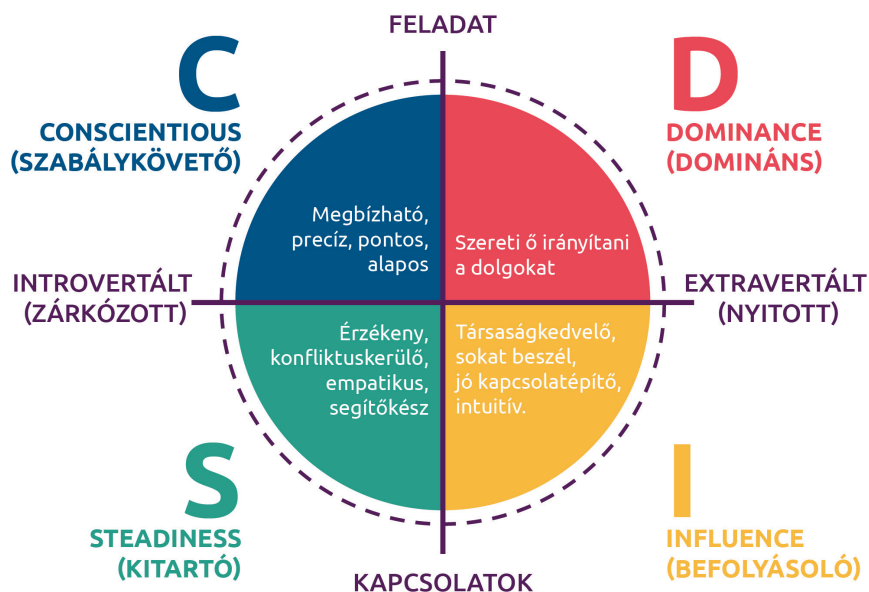 FELADAT
C
CONSCIENTIOUS
(SZABÁLYKÖVETŐ)
D
DOMINANCE
(DOMINÁNS)
Megbízható,
precíz, pontos,
alapos
Szereti ő irányítani
a dolgokat
INTROVERTÁLT
(ZÁRKÓZOTT)
EXTRAVERTÁLT
(NYITOTT)
Érzékeny,
konfliktuskerülő,
empatikus,
segítőkész
Társaságkedvelő,
sokat beszél,
jó kapcsolatépítő,
intuitív.
S
STEADINESS
(KITARTÓ)
I
INFLUENCE
(BEFOLYÁSOLÓ)
KAPCSOLATOK